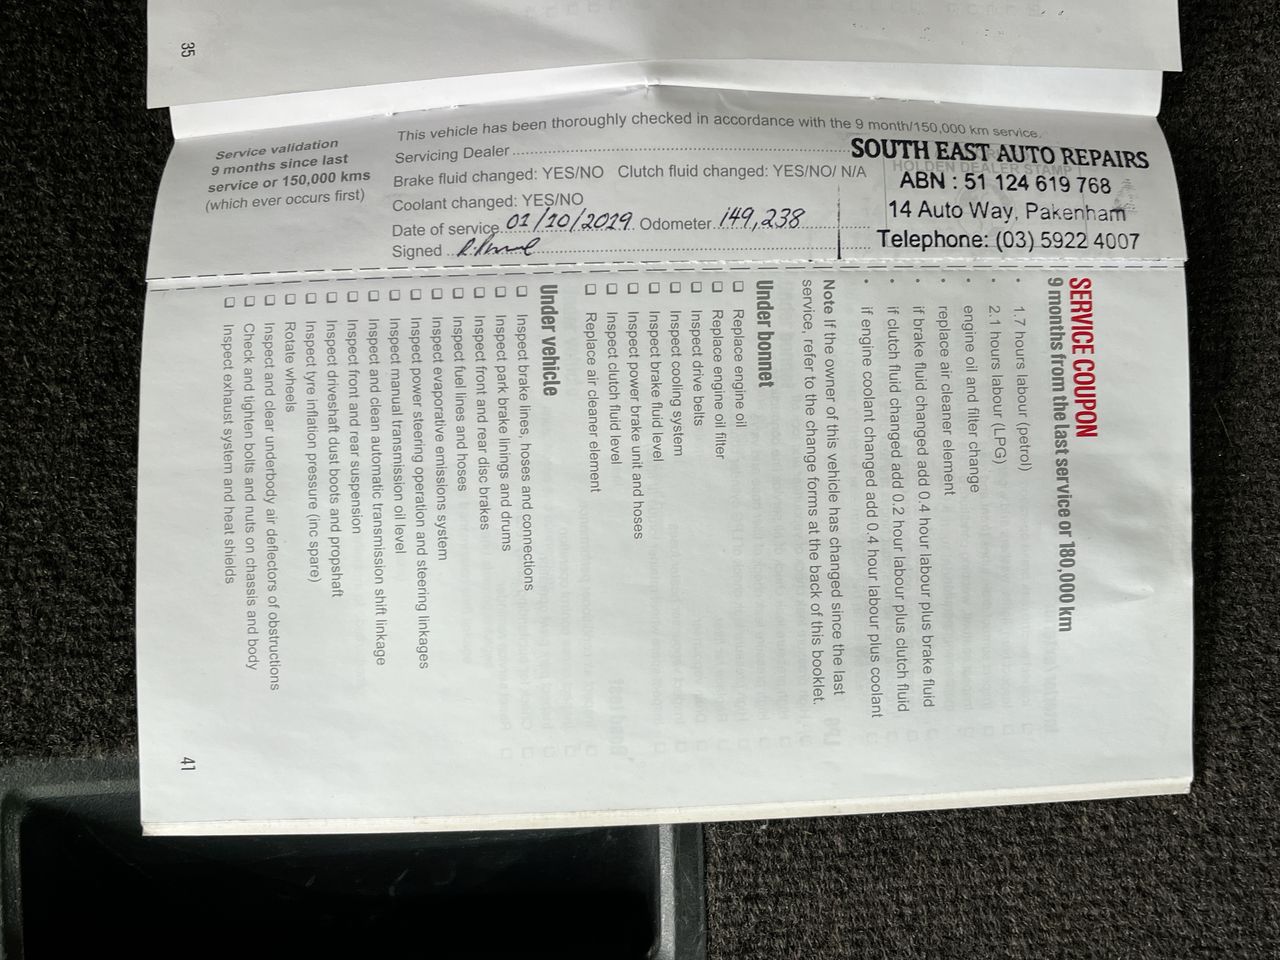 35
Service validation
9 months since last
service or 150,000 kms
(which ever occurs first)
This vehicle has been thoroughly checked in accordance with the 9 month/150,000 km service.
Servicing Dealer
Brake fluid changed: YES/NO Clutch fluid changed: YES/NO/ N/A
Coolant changed: YES/NO
Date of service 01/10/2019 Odometer 149,238
Signed
HOLDEN DEALER STAMP
SOUTH EAST AUTO REPAIRS
ABN : 51 124 619 768
14 Auto Way, Pakenham
Telephone: (03) 5922 4007
SERVICE COUPON
9 months from the last service or 180,000 km
• 1.7 hours labour (petrol)
• 2.1 hours labour (LPG)
• engine oil and filter change
• replace air cleaner element
• if brake fluid changed add 0.4 hour labour plus brake fluid
• if clutch fluid changed add 0.2 hour labour plus clutch fluid
• if engine coolant changed add 0.4 hour labour plus coolant
Note If the owner of this vehicle has changed since the last
service, refer to the change forms at the back of this booklet.
Under bonnet
❏ Replace engine oil
❏ Replace engine oil filter
❏ Inspect drive belts
❏ Inspect cooling system
❏ Inspect brake fluid level
❏ Inspect power brake unit and hoses
❏ Inspect clutch fluid level
❏ Replace air cleaner element
Under vehicle
❏ Inspect brake lines, hoses and connections
❏ Inspect park brake linings and drums
❏ Inspect front and rear disc brakes
❏ Inspect fuel lines and hoses
❏ Inspect evaporative emissions system
❏ Inspect power steering operation and steering linkages
❏ Inspect manual transmission oil level
❏ Inspect and clean automatic transmission shift linkage
❏ Inspect front and rear suspension
❏ Inspect driveshaft dust boots and propshaft
❏ Inspect tyre inflation pressure (inc spare)
❏ Rotate wheels
❏ Inspect and clear underbody air deflectors of obstructions
❏ Check and tighten bolts and nuts on chassis and body
❏ Inspect exhaust system and heat shields
41